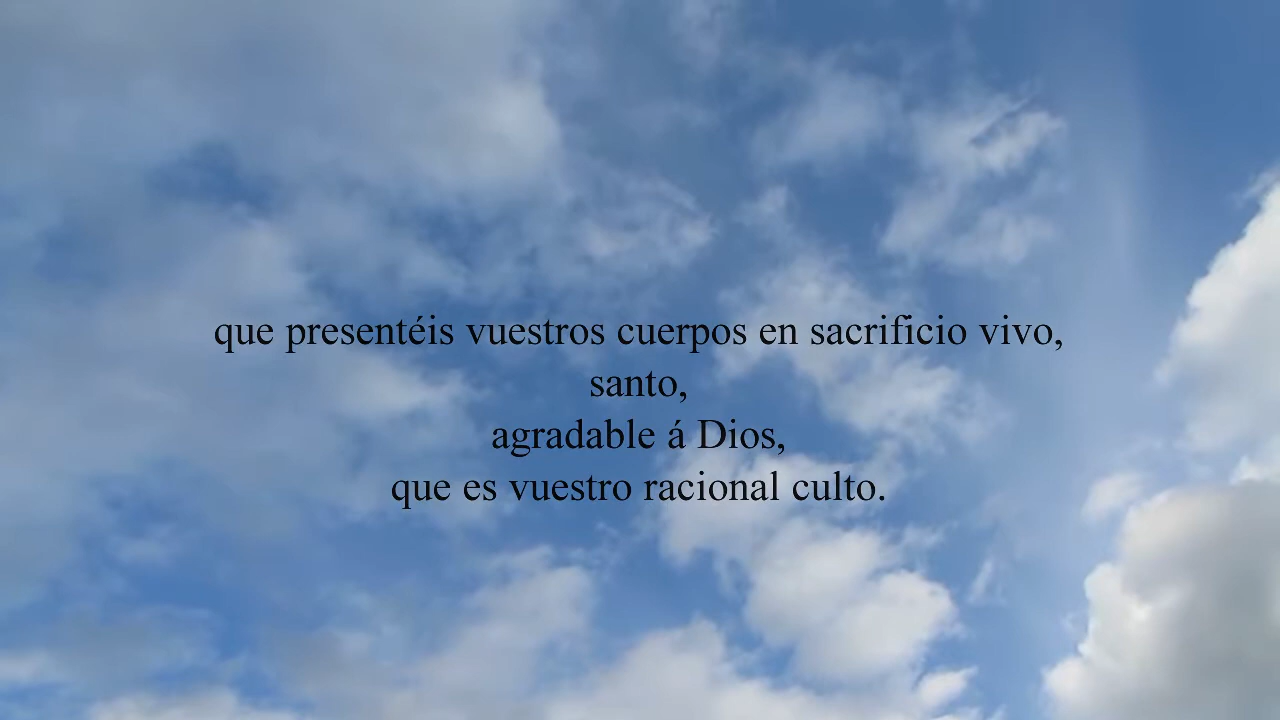 que presentéis vuestros cuerpos en sacrificio vivo,
santo,
agradable á Dios,
que es vuestro racional culto.